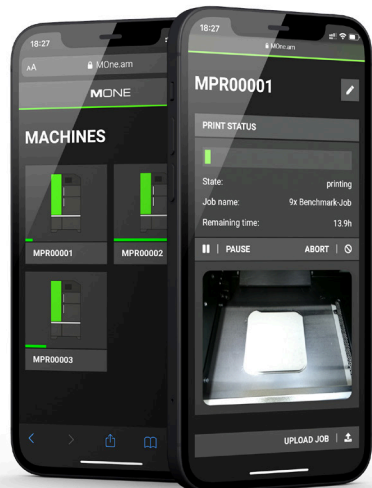 18:27
AA
MOne.am
MONE
MACHINES
MPR00001
MPR00002
MPR00003
18:27
MOne.am
MPR00001
PRINT STATUS
State: printing
Job name: 9x Benchmark-Job
Remaining time: 13.9h
PAUSE
ABORT
UPLOAD JOB